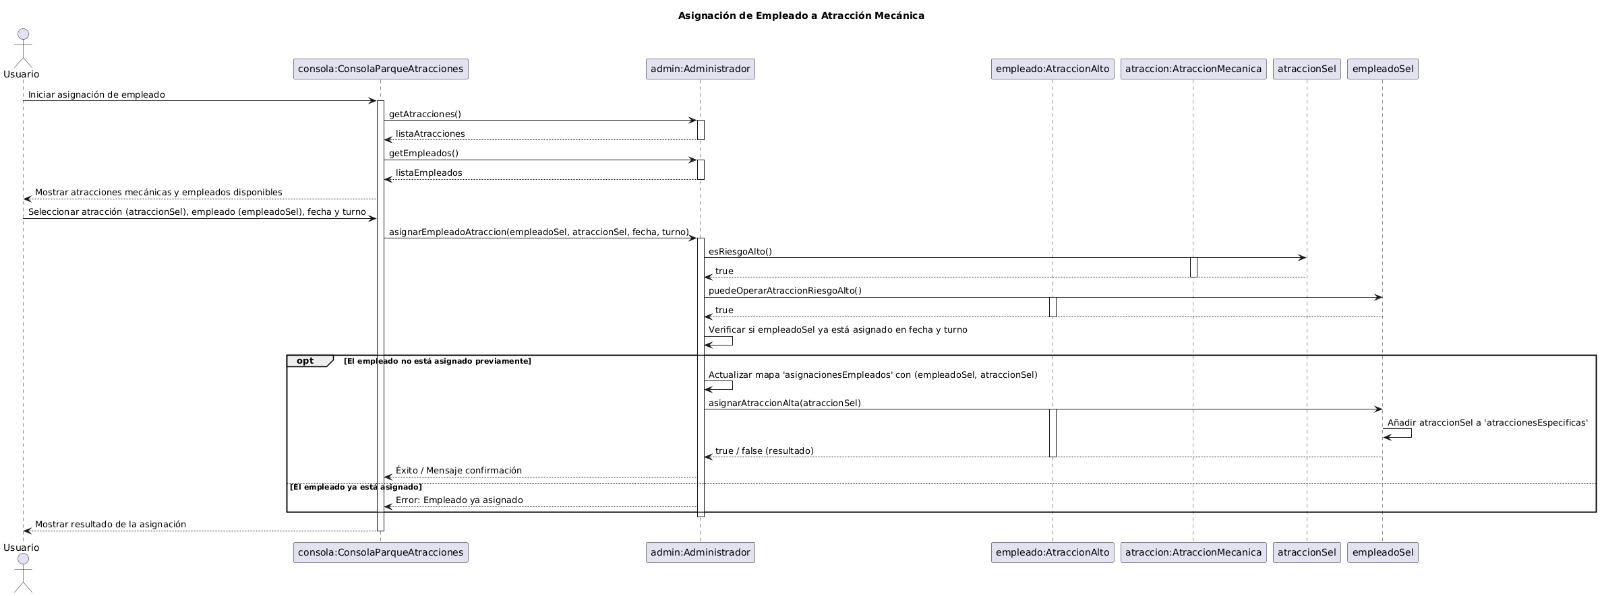 Asignación de Empleado a Atracción Mecánica
Usuario
consola:ConsolaParqueAtracciones
admin:Administrador
empleado:AtraccionAlto
atraccion:AtraccionMecanica
atraccionSel
empleadoSel
Iniciar asignación de empleado
getAtracciones()
listaAtracciones
getEmpleados()
listaEmpleados
Mostrar atracciones mecánicas y empleados disponibles
Seleccionar atracción (atraccionSel), empleado (empleadoSel), fecha y turno
asignarEmpleadoAtraccion(empleadoSel, atraccionSel, fecha, turno)
esRiesgoAlto()
true
puedeOperarAtraccionRiesgoAlto()
true
Verificar si empleadoSel ya está asignado en fecha y turno
opt
[El empleado no está asignado previamente]
Actualizar mapa 'asignacionesEmpleados' con (empleadoSel, atraccionSel)
asignarAtraccionAlta(atraccionSel)
Añadir atraccionSel a 'atraccionesEspecificas'
true / false (resultado)
Éxito / Mensaje confirmación
[El empleado ya está asignado]
Error: Empleado ya asignado
Mostrar resultado de la asignación
Usuario
consola:ConsolaParqueAtracciones
admin:Administrador
empleado:AtraccionAlto
atraccion:AtraccionMecanica
atraccionSel
empleadoSel